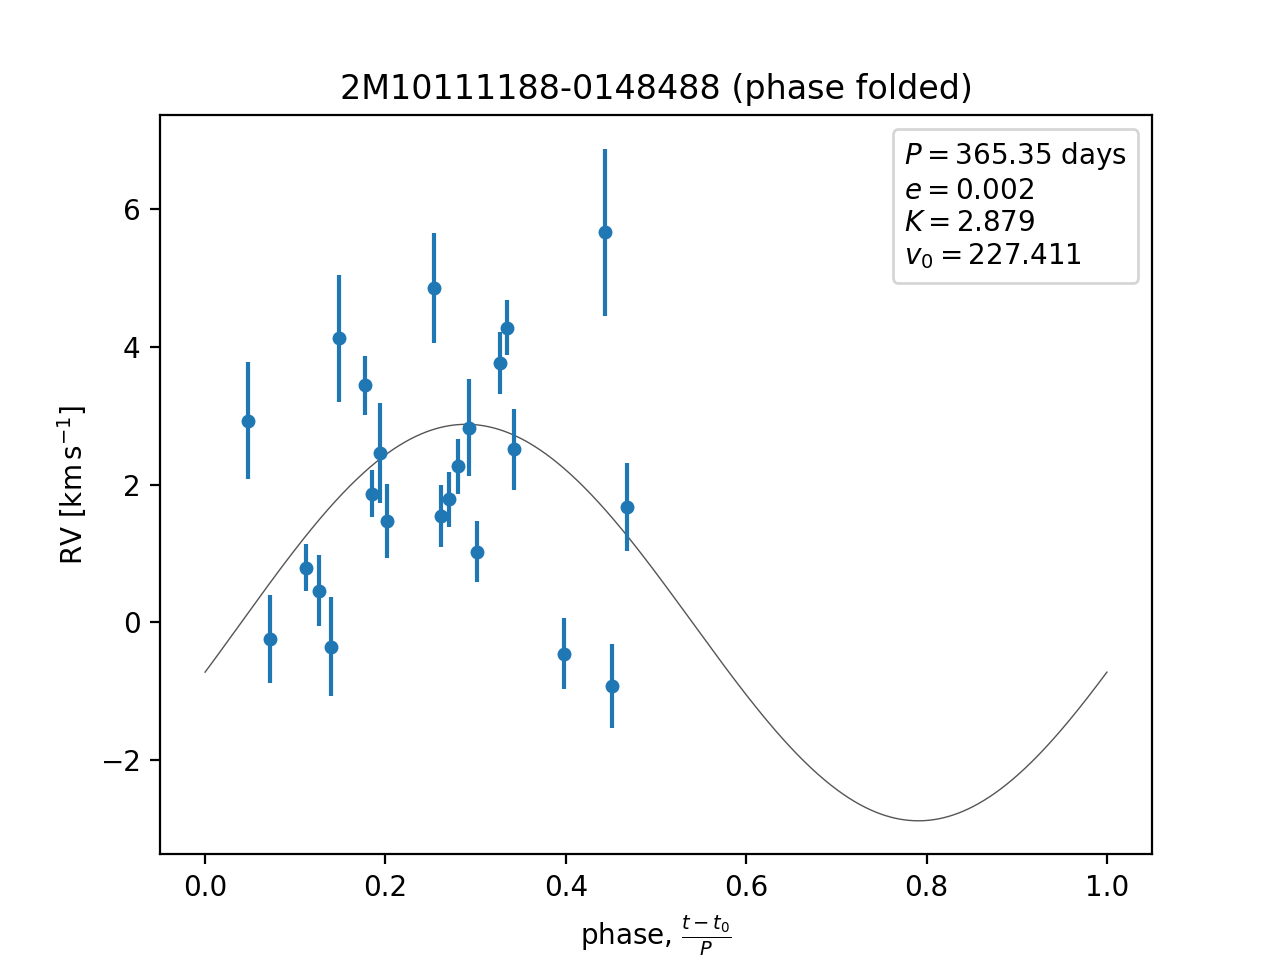 2M10111188-0148488 (phase folded)
P = 365.35 days
e = 0.002
K = 2.879
v₀ = 227.411
6
4
2
0
−2
RV [km s⁻¹]
0.0 0.2 0.4 0.6 0.8 1.0
phase, (t − t₀)/P